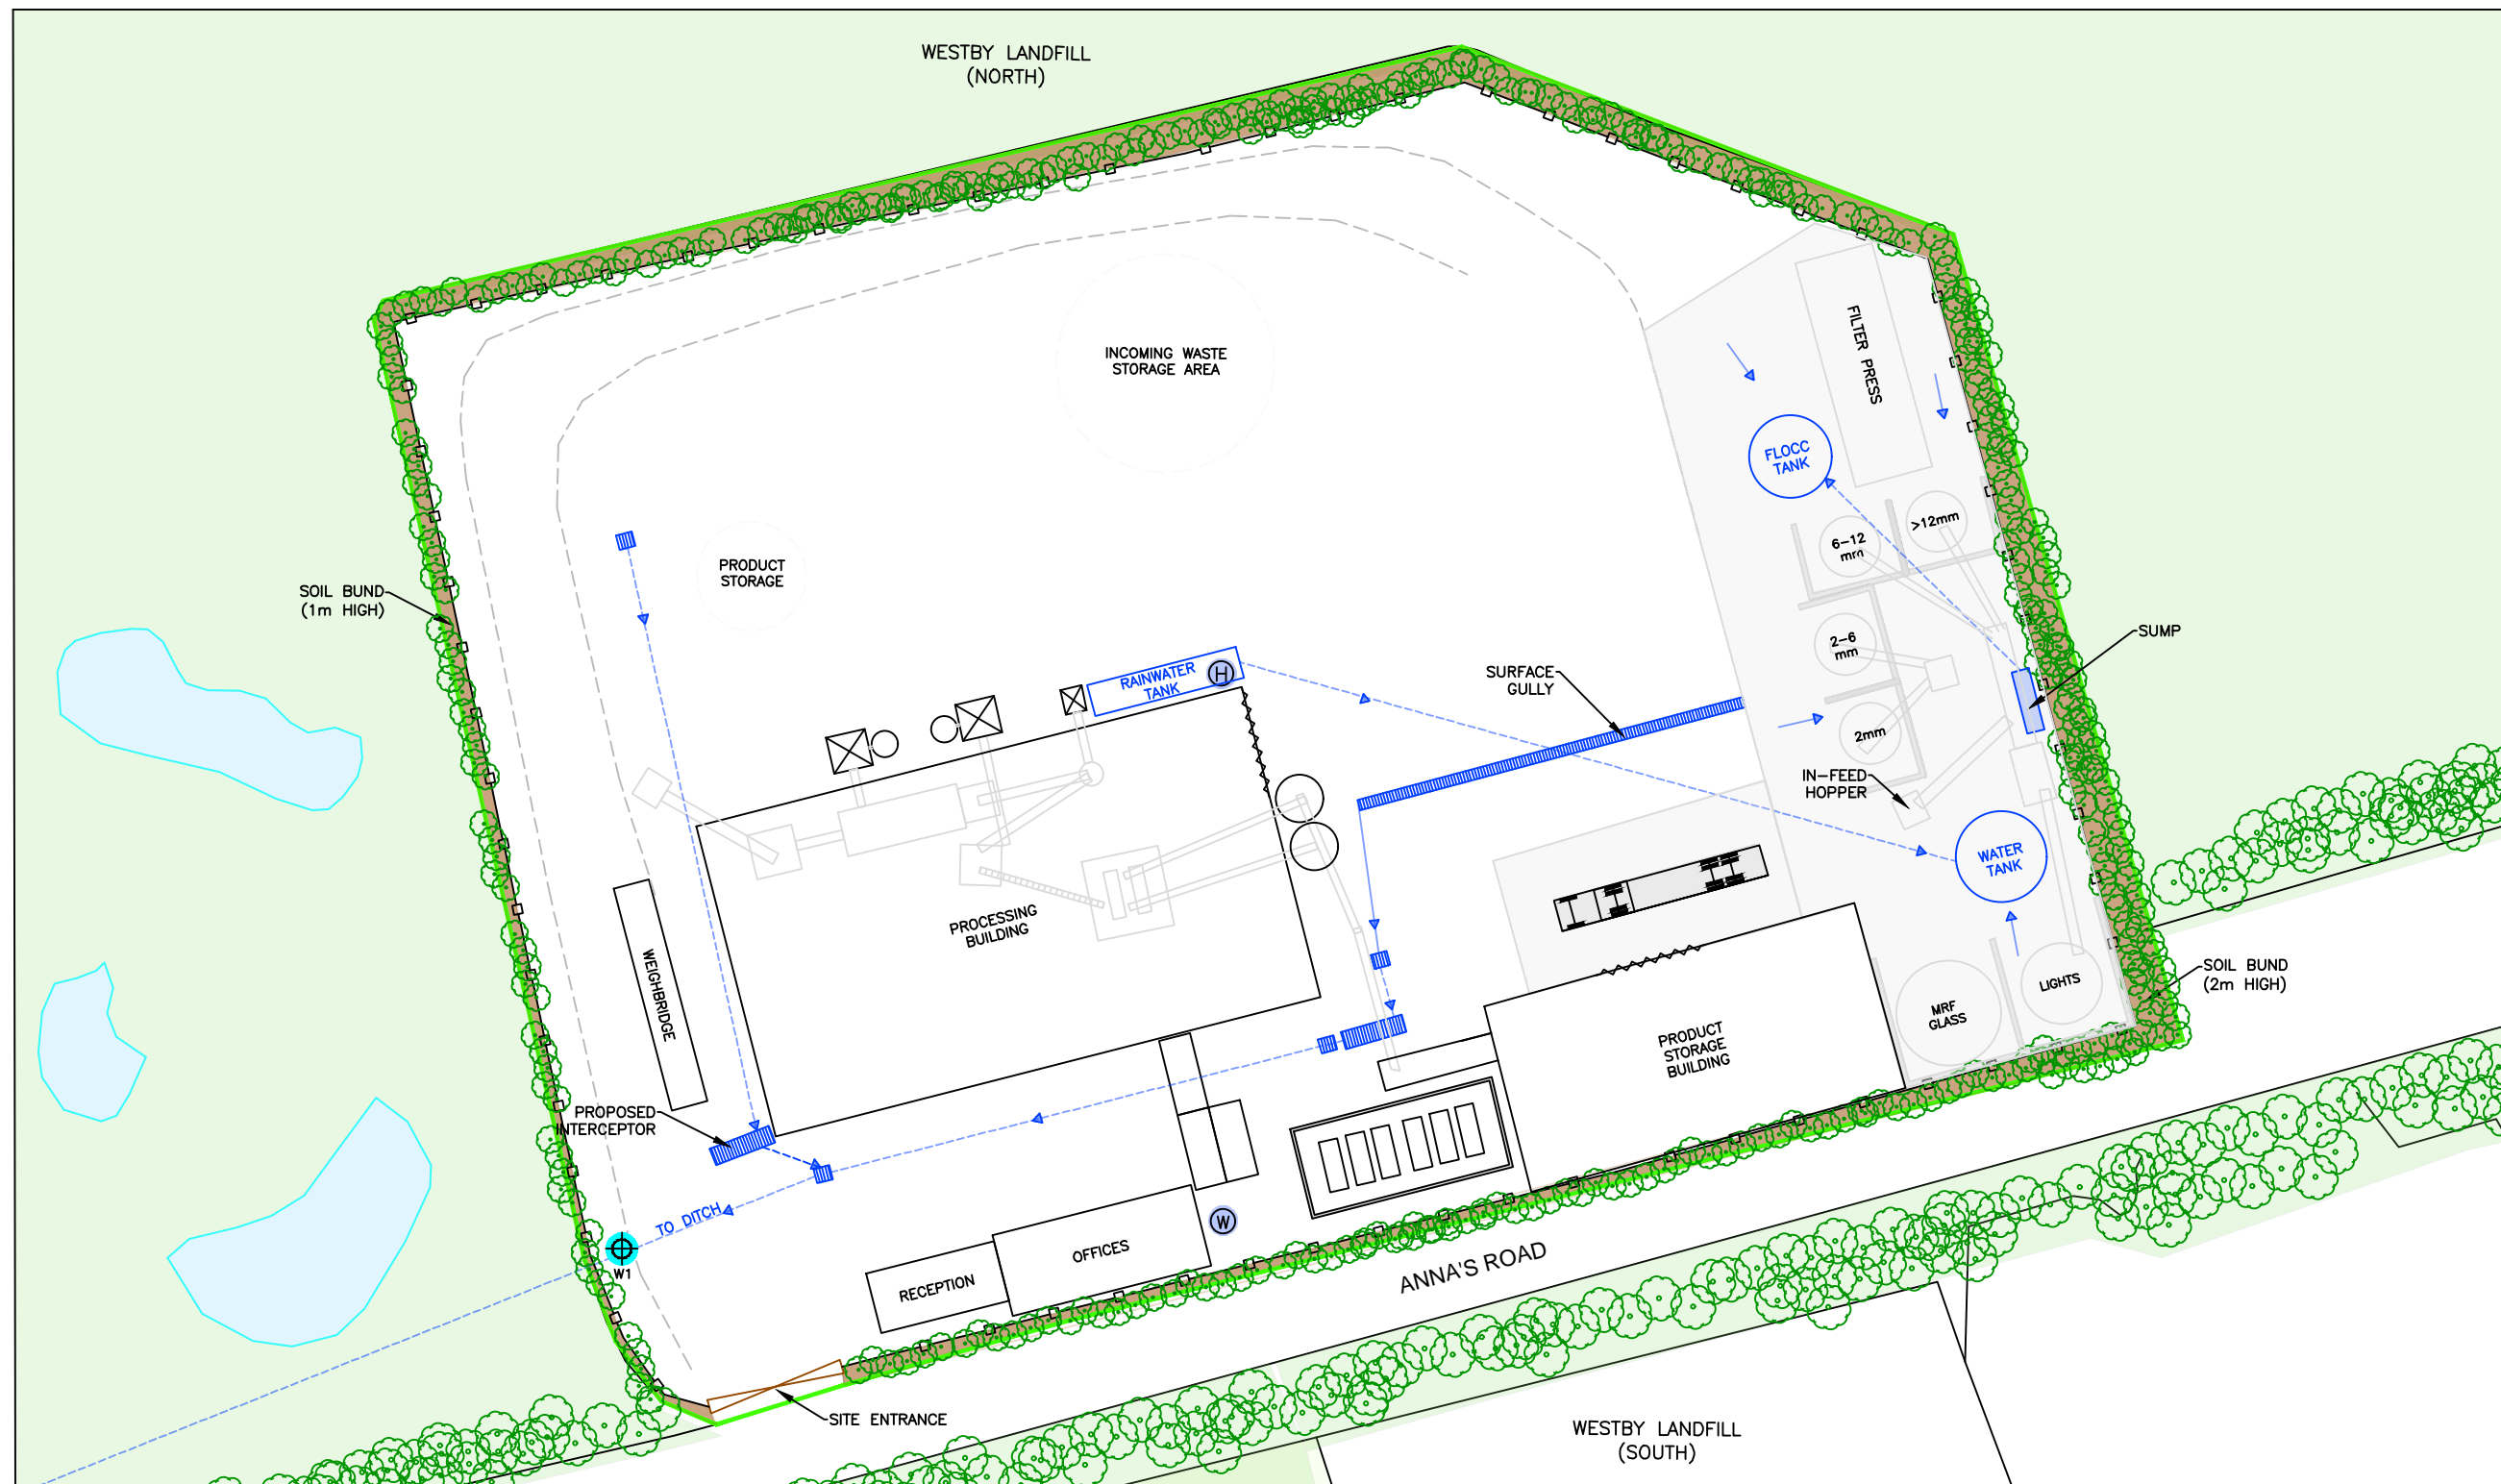 WESTBY LANDFILL
(NORTH)
INCOMING WASTE
STORAGE AREA
FILTER PRESS
FLOCC
TANK
>12mm
6-12
mm
PRODUCT
STORAGE
SOIL BUND
(1m HIGH)
2-6
mm
SUMP
RAINWATER
TANK
H
SURFACE
GULLY
2mm
IN-FEED
HOPPER
WATER
TANK
PROCESSING
BUILDING
WEIGHBRIDGE
LIGHTS
SOIL BUND
(2m HIGH)
MRF
GLASS
PRODUCT
STORAGE
BUILDING
PROPOSED
INTERCEPTOR
TO DITCH
W
W1
OFFICES
RECEPTION
ANNA'S ROAD
SITE ENTRANCE
WESTBY LANDFILL
(SOUTH)